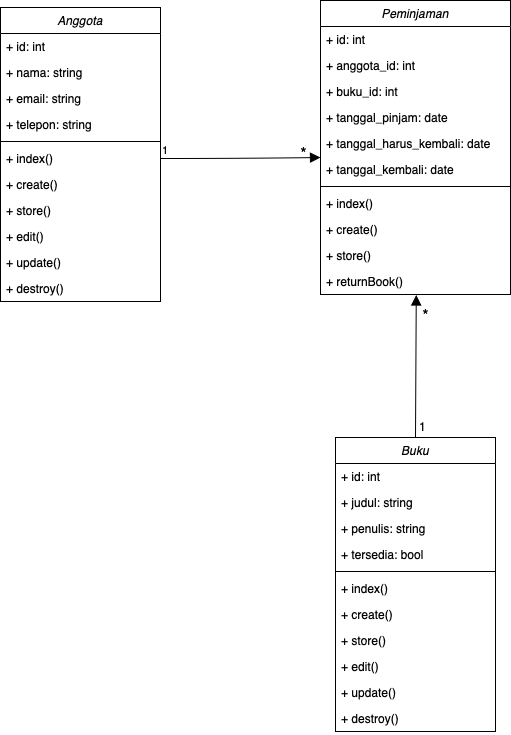 Anggota
+ id: int
+ nama: string
+ email: string
+ telepon: string
+ index()
+ create()
+ store()
+ edit()
+ update()
+ destroy()
1
*
Peminjaman
+ id: int
+ anggota_id: int
+ buku_id: int
+ tanggal_pinjam: date
+ tanggal_harus_kembali: date
+ tanggal_kembali: date
+ index()
+ create()
+ store()
+ returnBook()
*
1
Buku
+ id: int
+ judul: string
+ penulis: string
+ tersedia: bool
+ index()
+ create()
+ store()
+ edit()
+ update()
+ destroy()